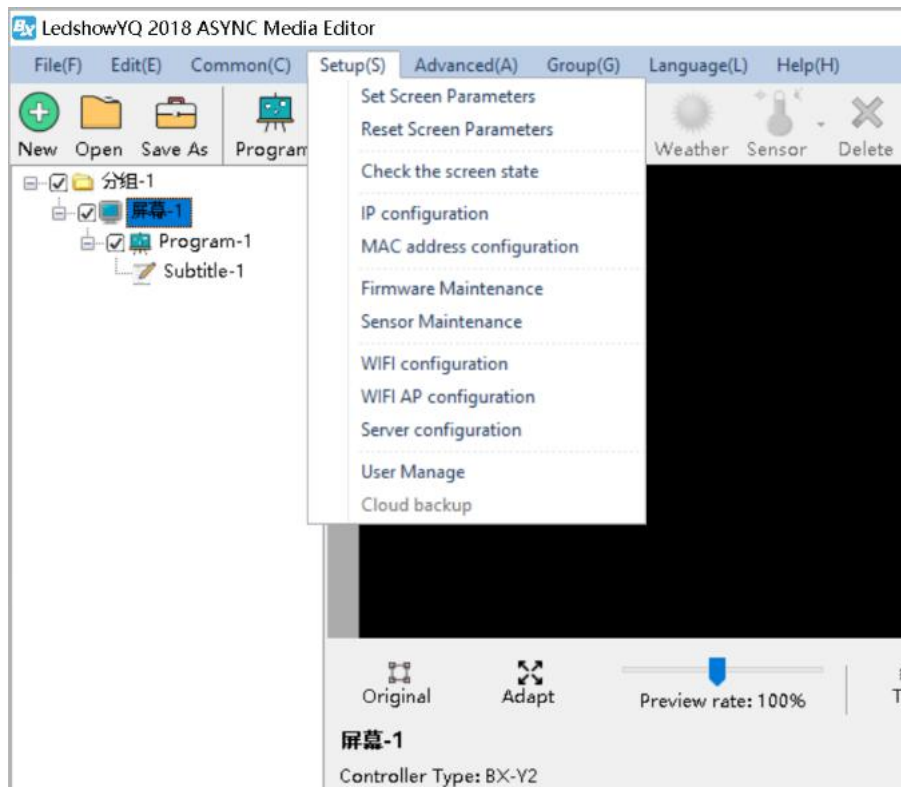 BX LedshowYQ 2018 ASYNC Media Editor
File(F) Edit(E) Common(C) Setup(S) Advanced(A) Group(G) Language(L) Help(H)
New Open Save As Program Weather Sensor Delete
Set Screen Parameters
Reset Screen Parameters
Check the screen state
IP configuration
MAC address configuration
Firmware Maintenance
Sensor Maintenance
WIFI configuration
WIFI AP configuration
Server configuration
User Manage
Cloud backup
分组-1
屏幕-1
Program-1
Subtitle-1
Original Adapt Preview rate: 100%
屏幕-1
Controller Type: BX-Y2